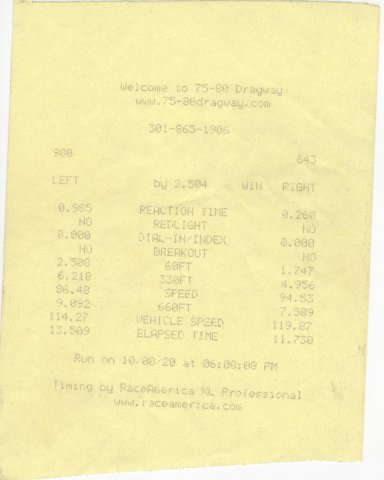 Welcome to 75-80 Dragway
www.75-80dragway.com
301-865-1906
900 643
LEFT by 2.504 WIN RIGHT
0.985 REACTION TIME 0.260
NO REDLIGHT NO
0.000 DIAL-IN/INDEX 0.000
NO BREAKOUT NO
2.508 60FT 1.747
6.218 330FT 4.956
86.48 SPEED 94.53
9.092 660FT 7.589
114.27 VEHICLE SPEED 119.87
13.509 ELAPSED TIME 11.730
Run on 10/08/20 at 06:08:08 PM
Timing by RaceAmerica XL Professional
www.raceamerica.com